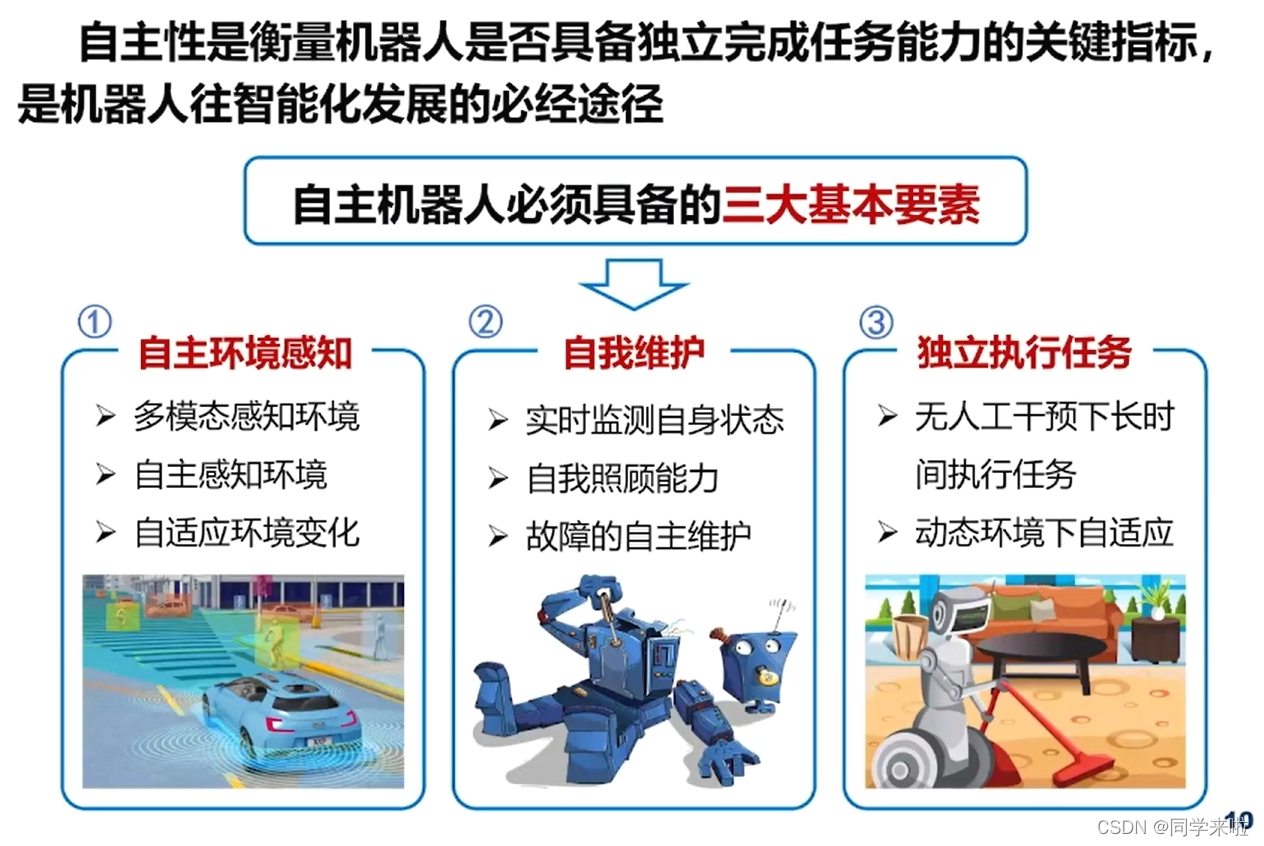 自主性是衡量机器人是否具备独立完成任务能力的关键指标，
是机器人往智能化发展的必经途径
自主机器人必须具备的三大基本要素
①
自主环境感知
➢ 多模态感知环境
➢ 自主感知环境
➢ 自适应环境变化
②
自我维护
➢ 实时监测自身状态
➢ 自我照顾能力
➢ 故障的自主维护
③
独立执行任务
➢ 无人工干预下长时
间执行任务
➢ 动态环境下自适应
CSDN @同学来啦